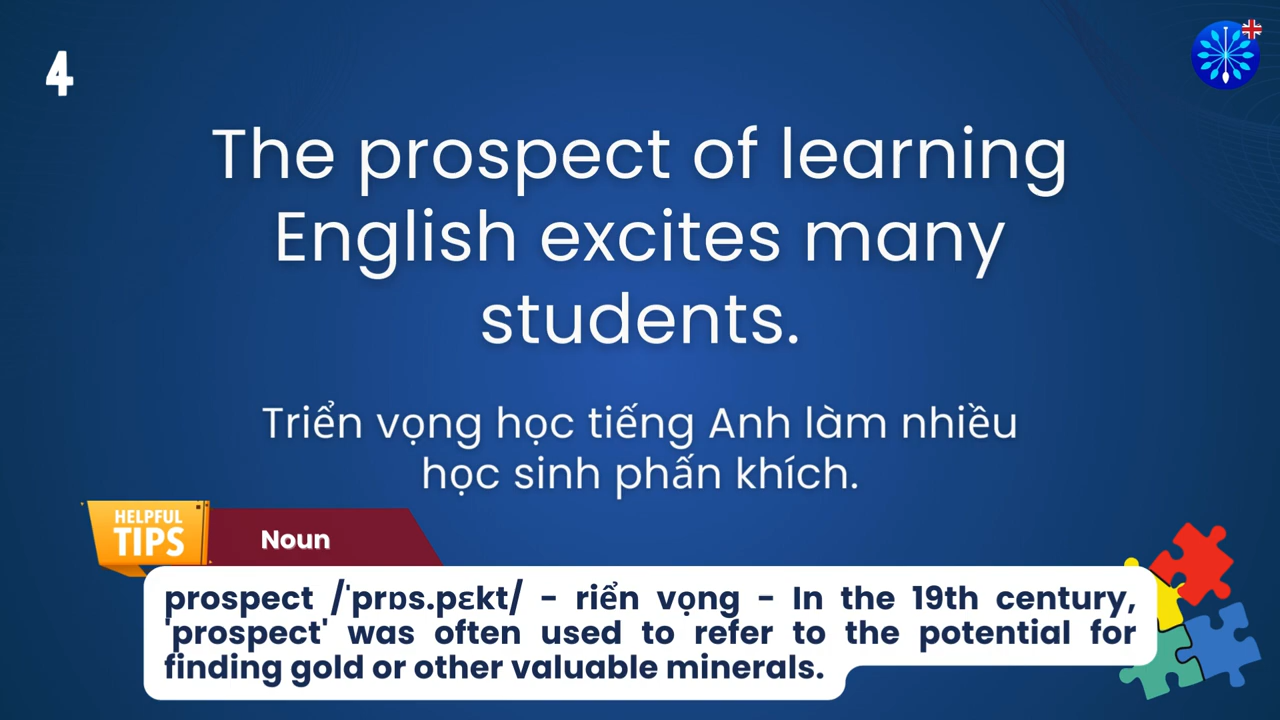 4
The prospect of learning
English excites many
students.
Triển vọng học tiếng Anh làm nhiều
học sinh phấn khích.
HELPFUL
TIPS
Noun
prospect /ˈprɒs.pɛkt/ - riển vọng - In the 19th century,
'prospect' was often used to refer to the potential for
finding gold or other valuable minerals.